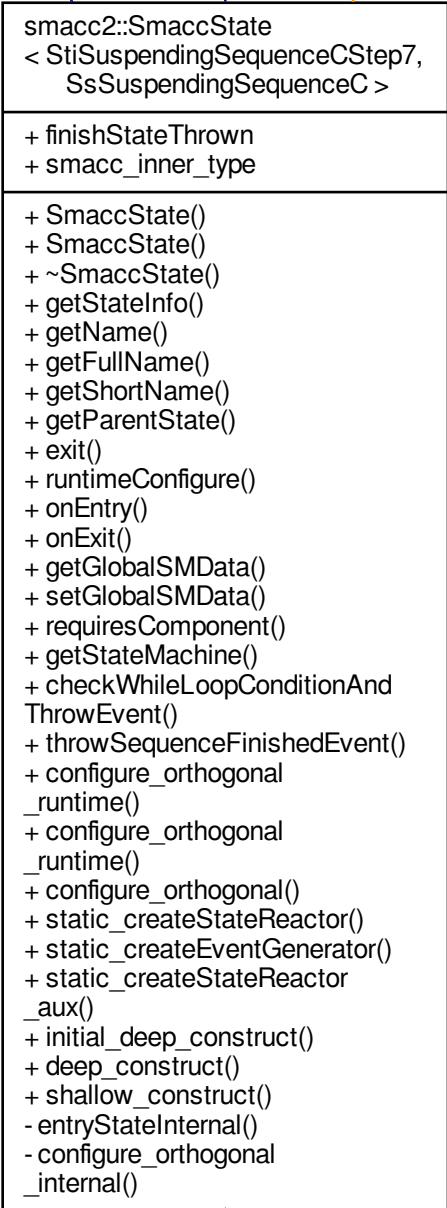 smacc2::SmaccState
< StiSuspendingSequenceCStep7,
SsSuspendingSequenceC >
+ finishStateThrown
+ smacc_inner_type
+ SmaccState()
+ SmaccState()
+ ~SmaccState()
+ getStateInfo()
+ getName()
+ getFullName()
+ getShortName()
+ getParentState()
+ exit()
+ runtimeConfigure()
+ onEntry()
+ onExit()
+ getGlobalSMData()
+ setGlobalSMData()
+ requiresComponent()
+ getStateMachine()
+ checkWhileLoopConditionAnd
ThrowEvent()
+ throwSequenceFinishedEvent()
+ configure_orthogonal
_runtime()
+ configure_orthogonal
_runtime()
+ configure_orthogonal()
+ static_createStateReactor()
+ static_createEventGenerator()
+ static_createStateReactor
_aux()
+ initial_deep_construct()
+ deep_construct()
+ shallow_construct()
- entryStateInternal()
- configure_orthogonal
_internal()